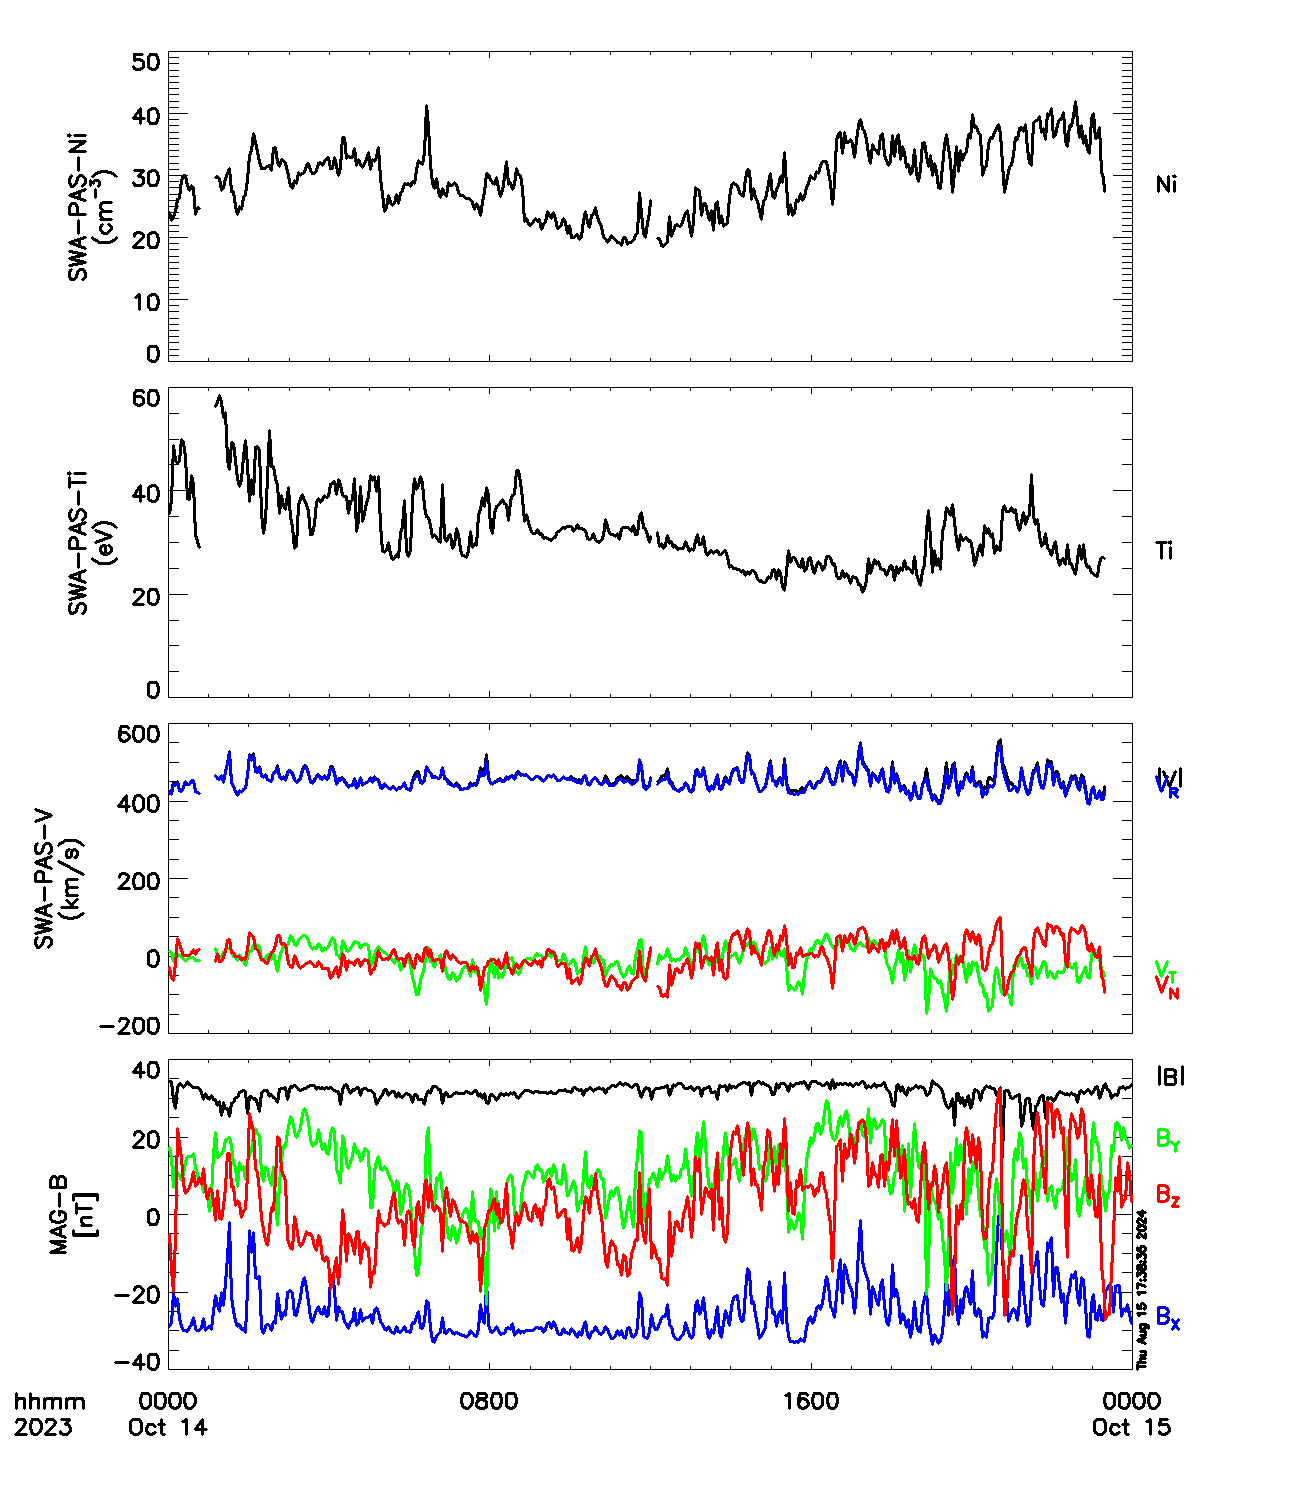 SWA-PAS-Ni
(cm⁻³)
50
40
30
20
10
0
Ni
SWA-PAS-Ti
(eV)
60
40
20
0
Ti
SWA-PAS-V
(km/s)
600
400
200
0
-200
|V|
VR
VT
VN
MAG-B
[nT]
40
20
0
-20
-40
|B|
BY
BZ
BX
Thu Aug 15 17:38:36 2024
hhmm 0000 0800 1600 0000
2023 Oct 14 Oct 15